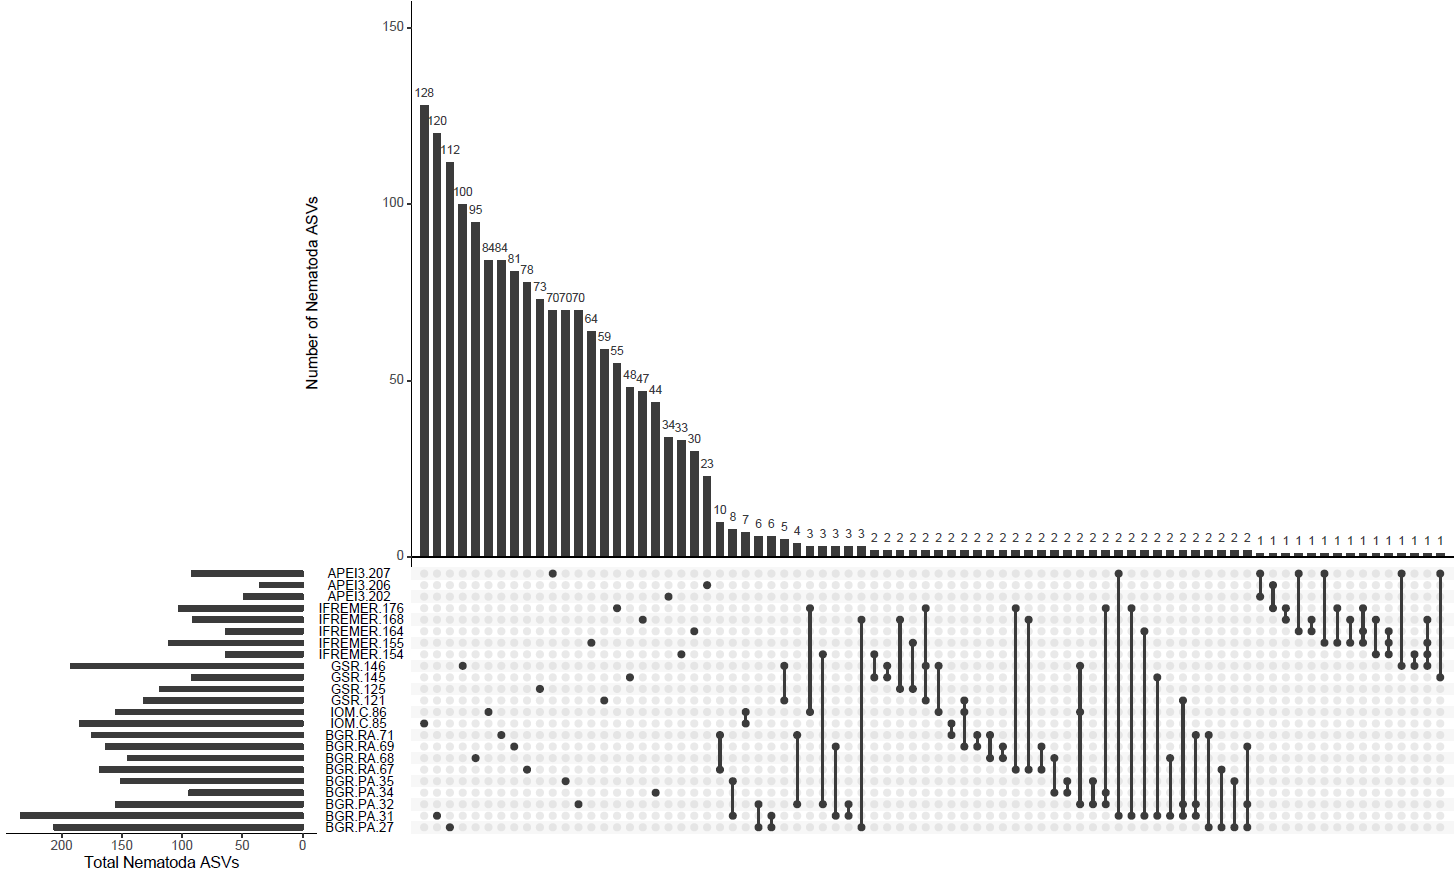 150
100
50
0
Number of Nematoda ASVs
128
120
112
100
95
84 84
81
78
73
70 70 70
64
59
55
48 47
44
34 33
30
23
10 8 7 6 6 5 4 3 3 3 3 3 2 2 2 2 2 2 2 2 2 2 2 2 2 2 2 2 2 2 2 2 2 2 2 2 2 2 2 2 2 2 1 1 1 1 1 1 1 1 1 1 1 1 1 1 1
APEI3.207
APEI3.206
APEI3.202
IFREMER.176
IFREMER.168
IFREMER.164
IFREMER.155
IFREMER.154
GSR.146
GSR.145
GSR.125
GSR.121
IOM.C.86
IOM.C.85
BGR.RA.71
BGR.RA.69
BGR.RA.68
BGR.RA.67
BGR.PA.35
BGR.PA.34
BGR.PA.32
BGR.PA.31
BGR.PA.27
200 150 100 50 0
Total Nematoda ASVs